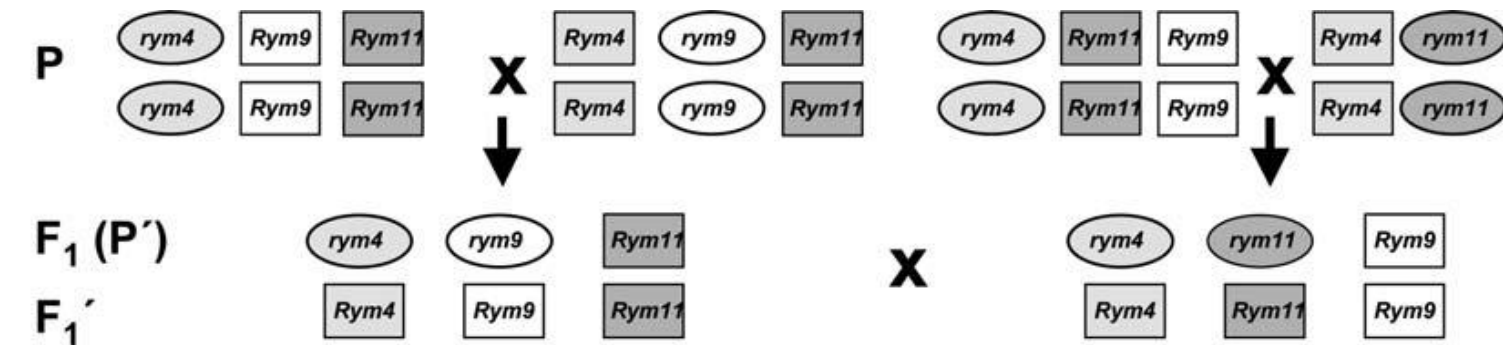 rym4 Rym9 Rym11 Rym4 rym9 Rym11 rym4 Rym11 Rym9 Rym4 rym11
P X X
rym4 Rym9 Rym11 Rym4 rym9 Rym11 rym4 Rym11 Rym9 Rym4 rym11
F₁ (P´) rym4 rym9 Rym11 rym4 rym11 Rym9
X
F₁´ Rym4 Rym9 Rym11 Rym4 Rym11 Rym9